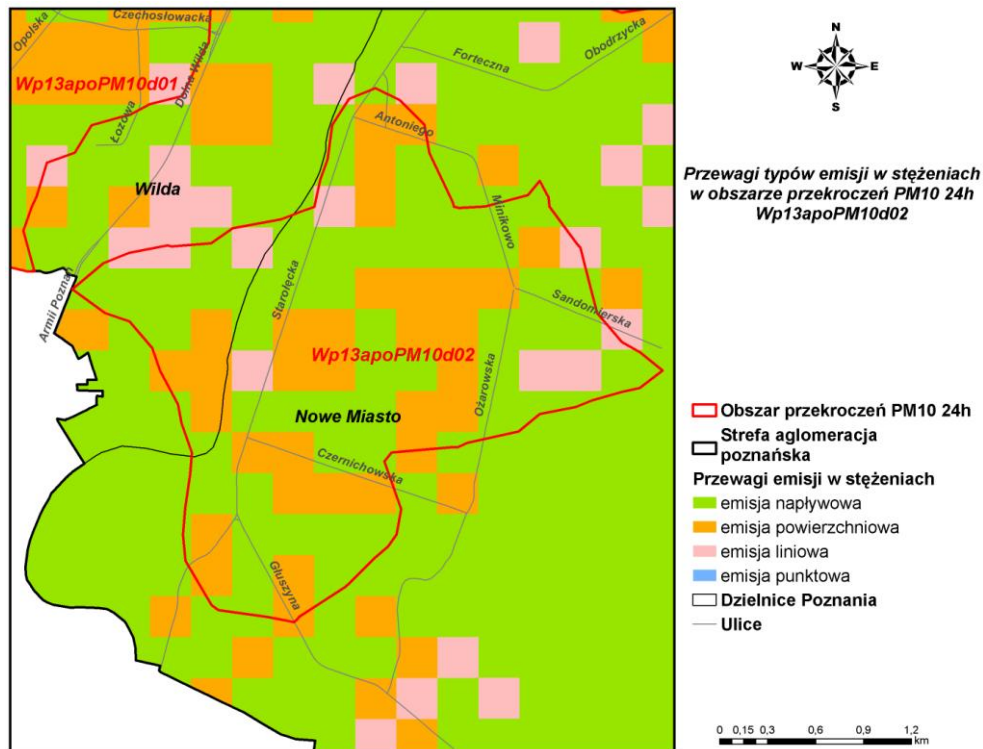 Czechosłowacka
Opolska
Dolna Wilda
Wp13apoPM10d01
Łozowa
Forteczna
Obodrzycka
Antoniego
Wilda
Minikowo
Starołęcka
Armii Poznań
Sandomierska
Wp13apoPM10d02
Ożarowska
Nowe Miasto
Czernichowska
Głuszyna
N
W E
S
Przewagi typów emisji w stężeniach
w obszarze przekroczeń PM10 24h
Wp13apoPM10d02
Obszar przekroczeń PM10 24h
Strefa aglomeracja
poznańska
Przewagi emisji w stężeniach
emisja napływowa
emisja powierzchniowa
emisja liniowa
emisja punktowa
Dzielnice Poznania
Ulice
0 0,15 0,3 0,6 0,9 1,2
km